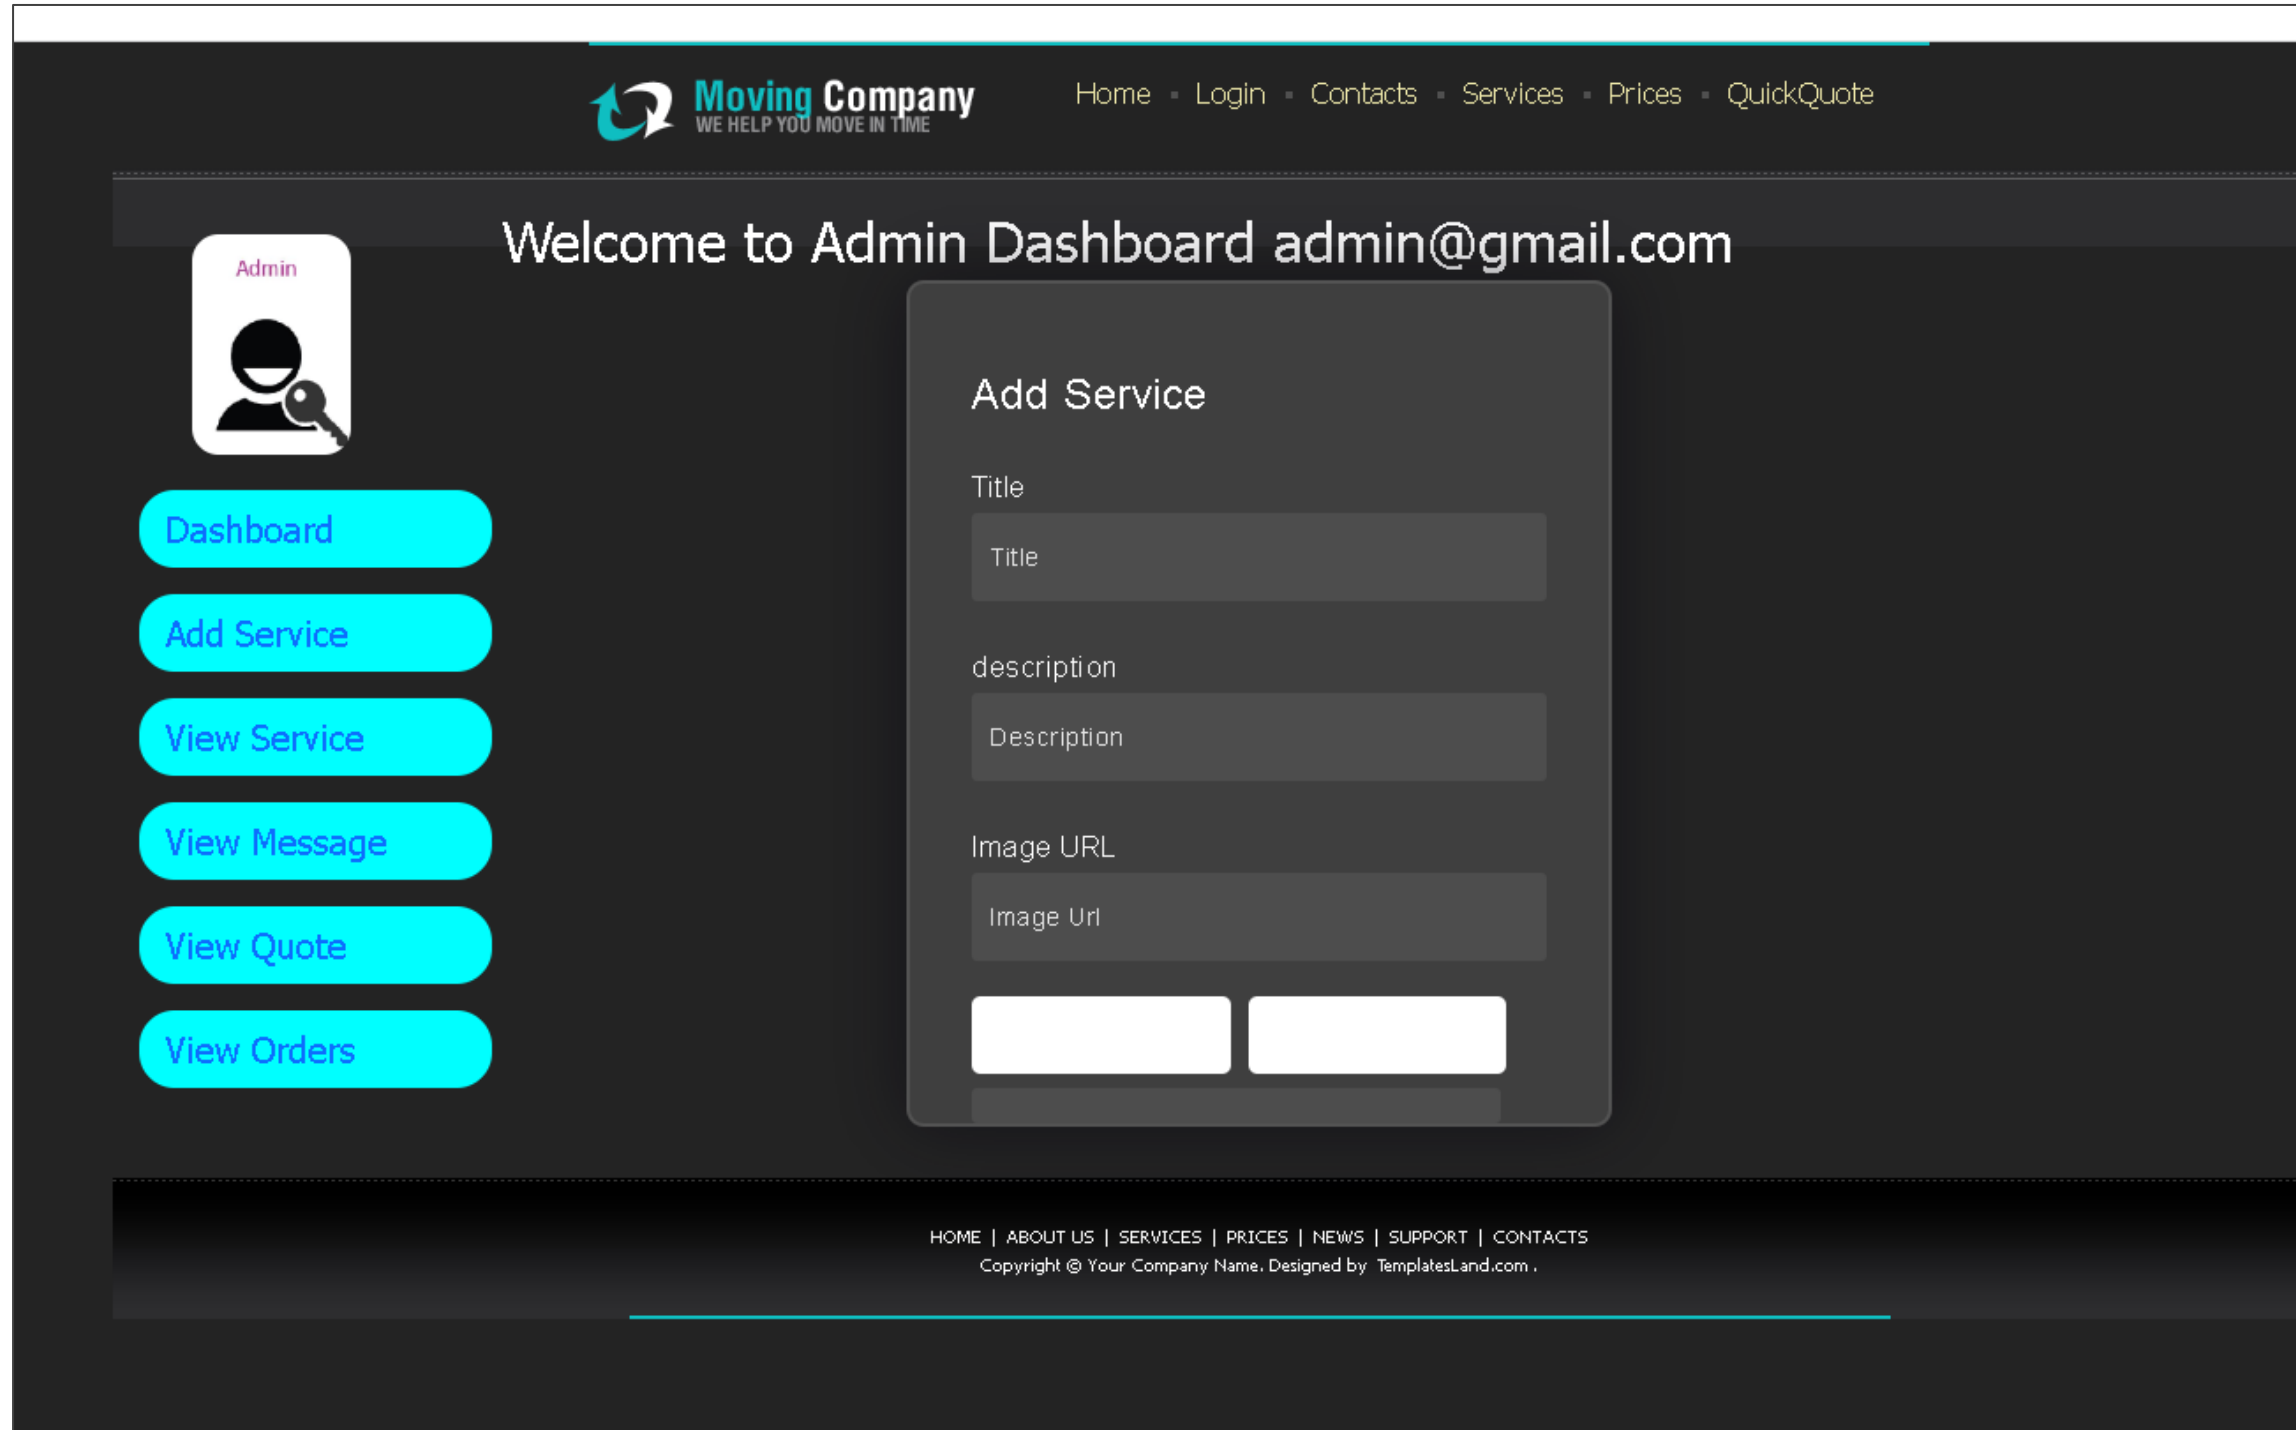 Moving Company
WE HELP YOU MOVE IN TIME
Home Login Contacts Services Prices QuickQuote
Welcome to Admin Dashboard admin@gmail.com
Admin
Dashboard
Add Service
View Service
View Message
View Quote
View Orders
Add Service
Title
Title
description
Description
Image URL
Image Url
HOME | ABOUT US | SERVICES | PRICES | NEWS | SUPPORT | CONTACTS
Copyright © Your Company Name. Designed by TemplatesLand.com .